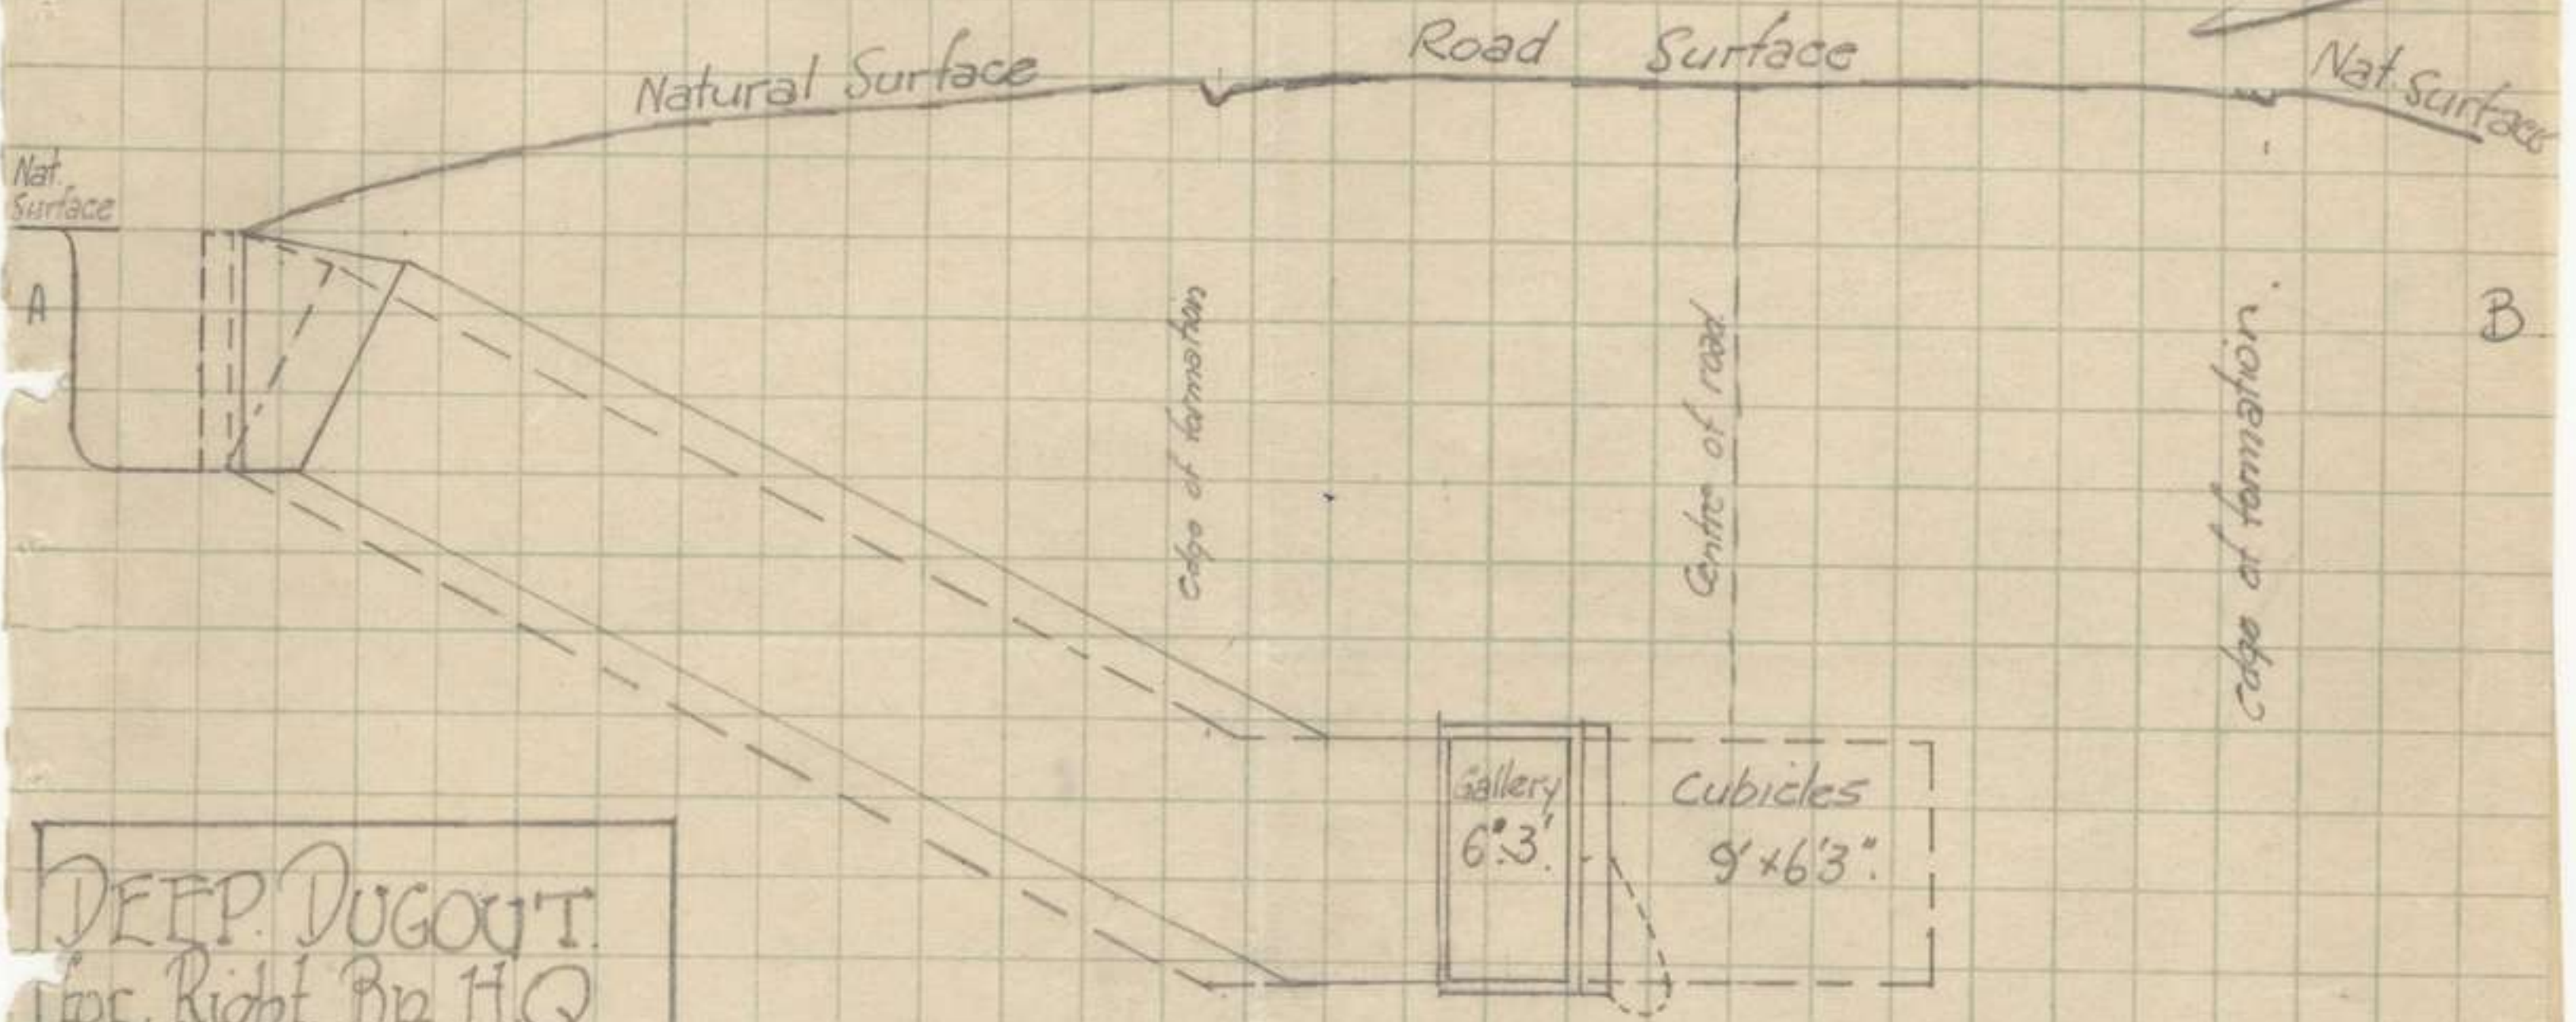 Road Surface
Natural Surface
Nat. Surface
Nat.
Surface
A
B
edge of formation
Centre of road.
edge of formation.
Gallery
6'.3".
Cubicles
9' x 6'3".
DEEP. DUGOUT.
for. Right Bn H.Q